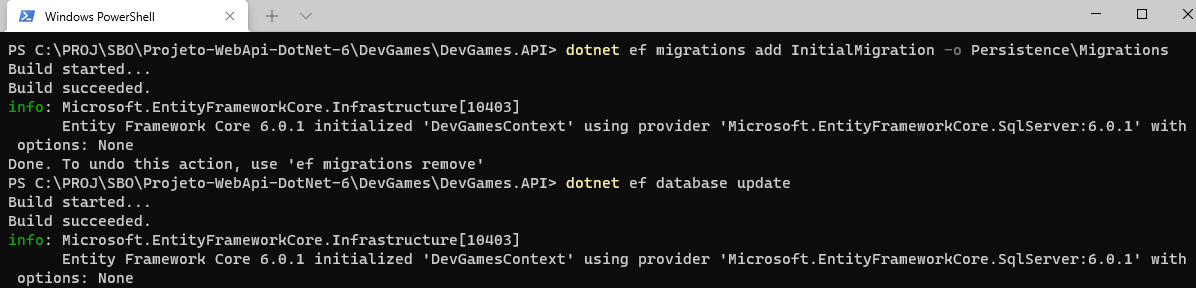 Windows PowerShell
PS C:\PROJ\SBO\Projeto-WebApi-DotNet-6\DevGames\DevGames.API> dotnet ef migrations add InitialMigration -o Persistence\Migrations
Build started...
Build succeeded.
info: Microsoft.EntityFrameworkCore.Infrastructure[10403]
      Entity Framework Core 6.0.1 initialized 'DevGamesContext' using provider 'Microsoft.EntityFrameworkCore.SqlServer:6.0.1' with
 options: None
Done. To undo this action, use 'ef migrations remove'
PS C:\PROJ\SBO\Projeto-WebApi-DotNet-6\DevGames\DevGames.API> dotnet ef database update
Build started...
Build succeeded.
info: Microsoft.EntityFrameworkCore.Infrastructure[10403]
      Entity Framework Core 6.0.1 initialized 'DevGamesContext' using provider 'Microsoft.EntityFrameworkCore.SqlServer:6.0.1' with
 options: None